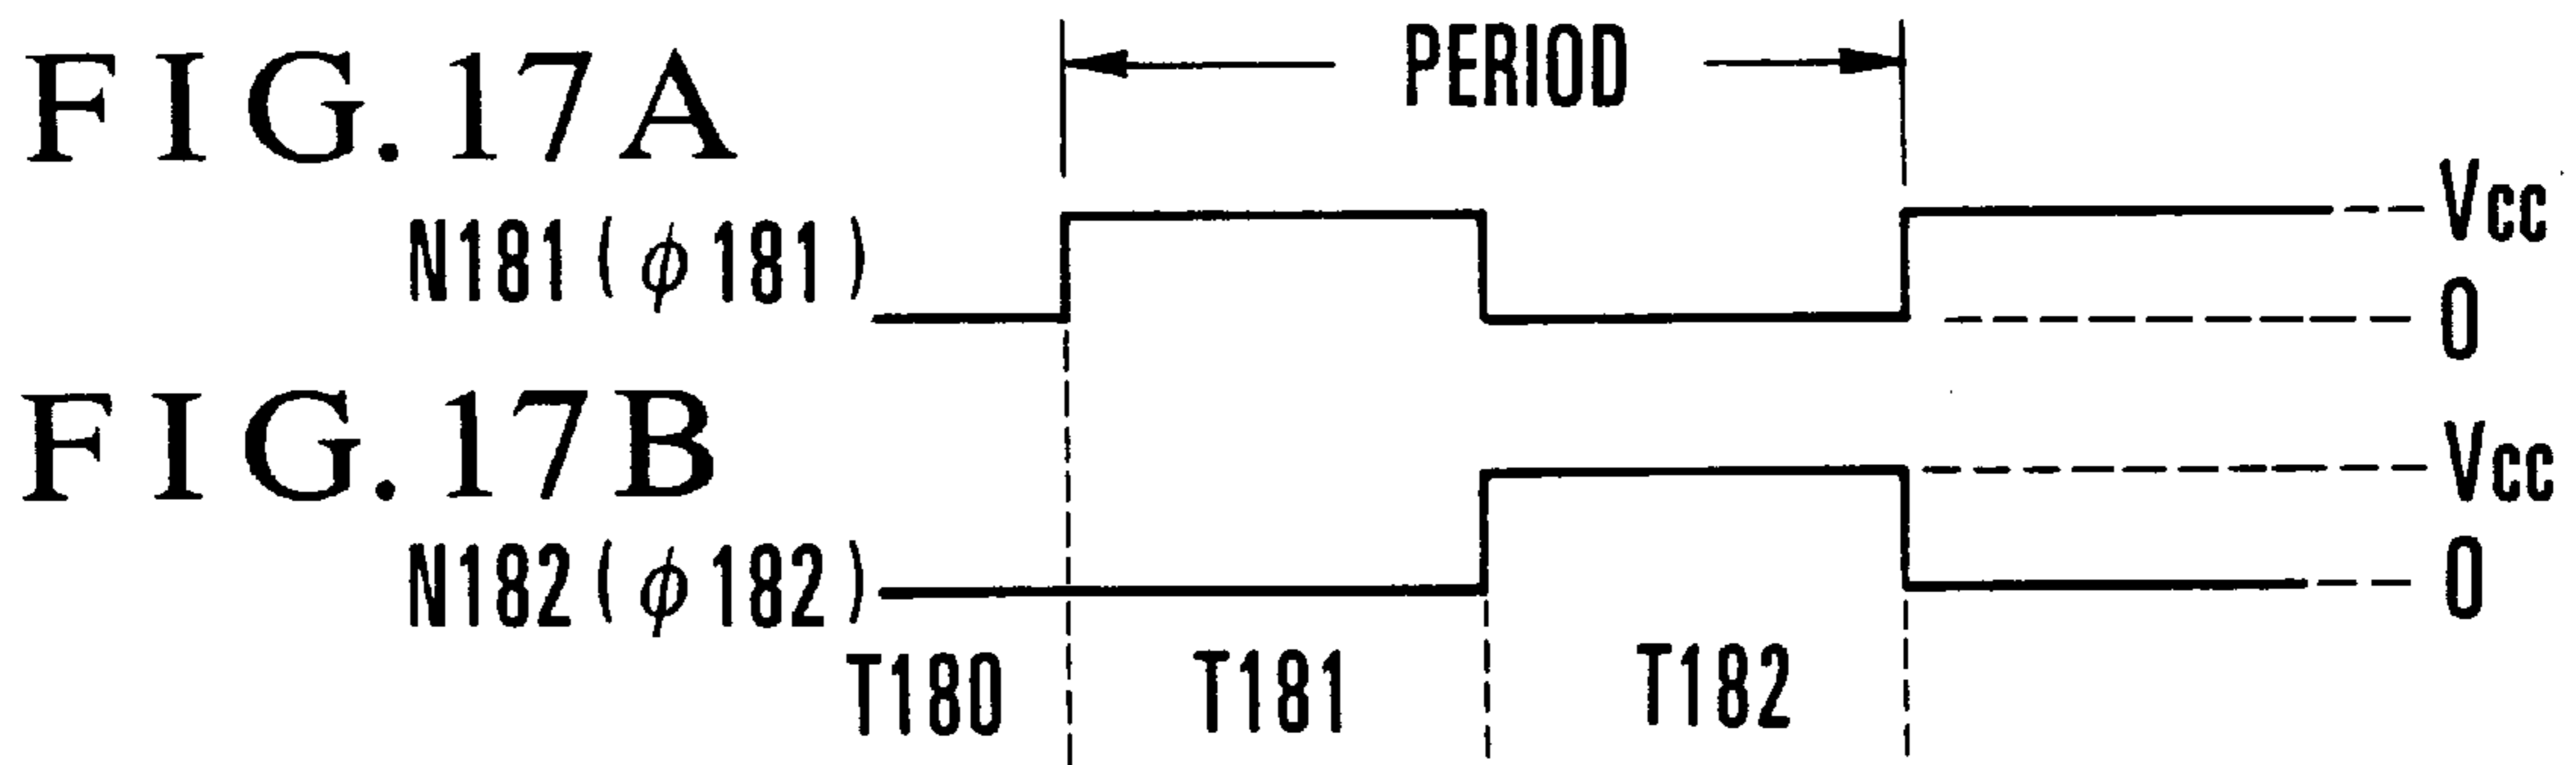 FIG. 17A
PERIOD
N181 (φ181)
Vcc
0
FIG. 17B
N182 (φ182)
Vcc
0
T180 T181 T182